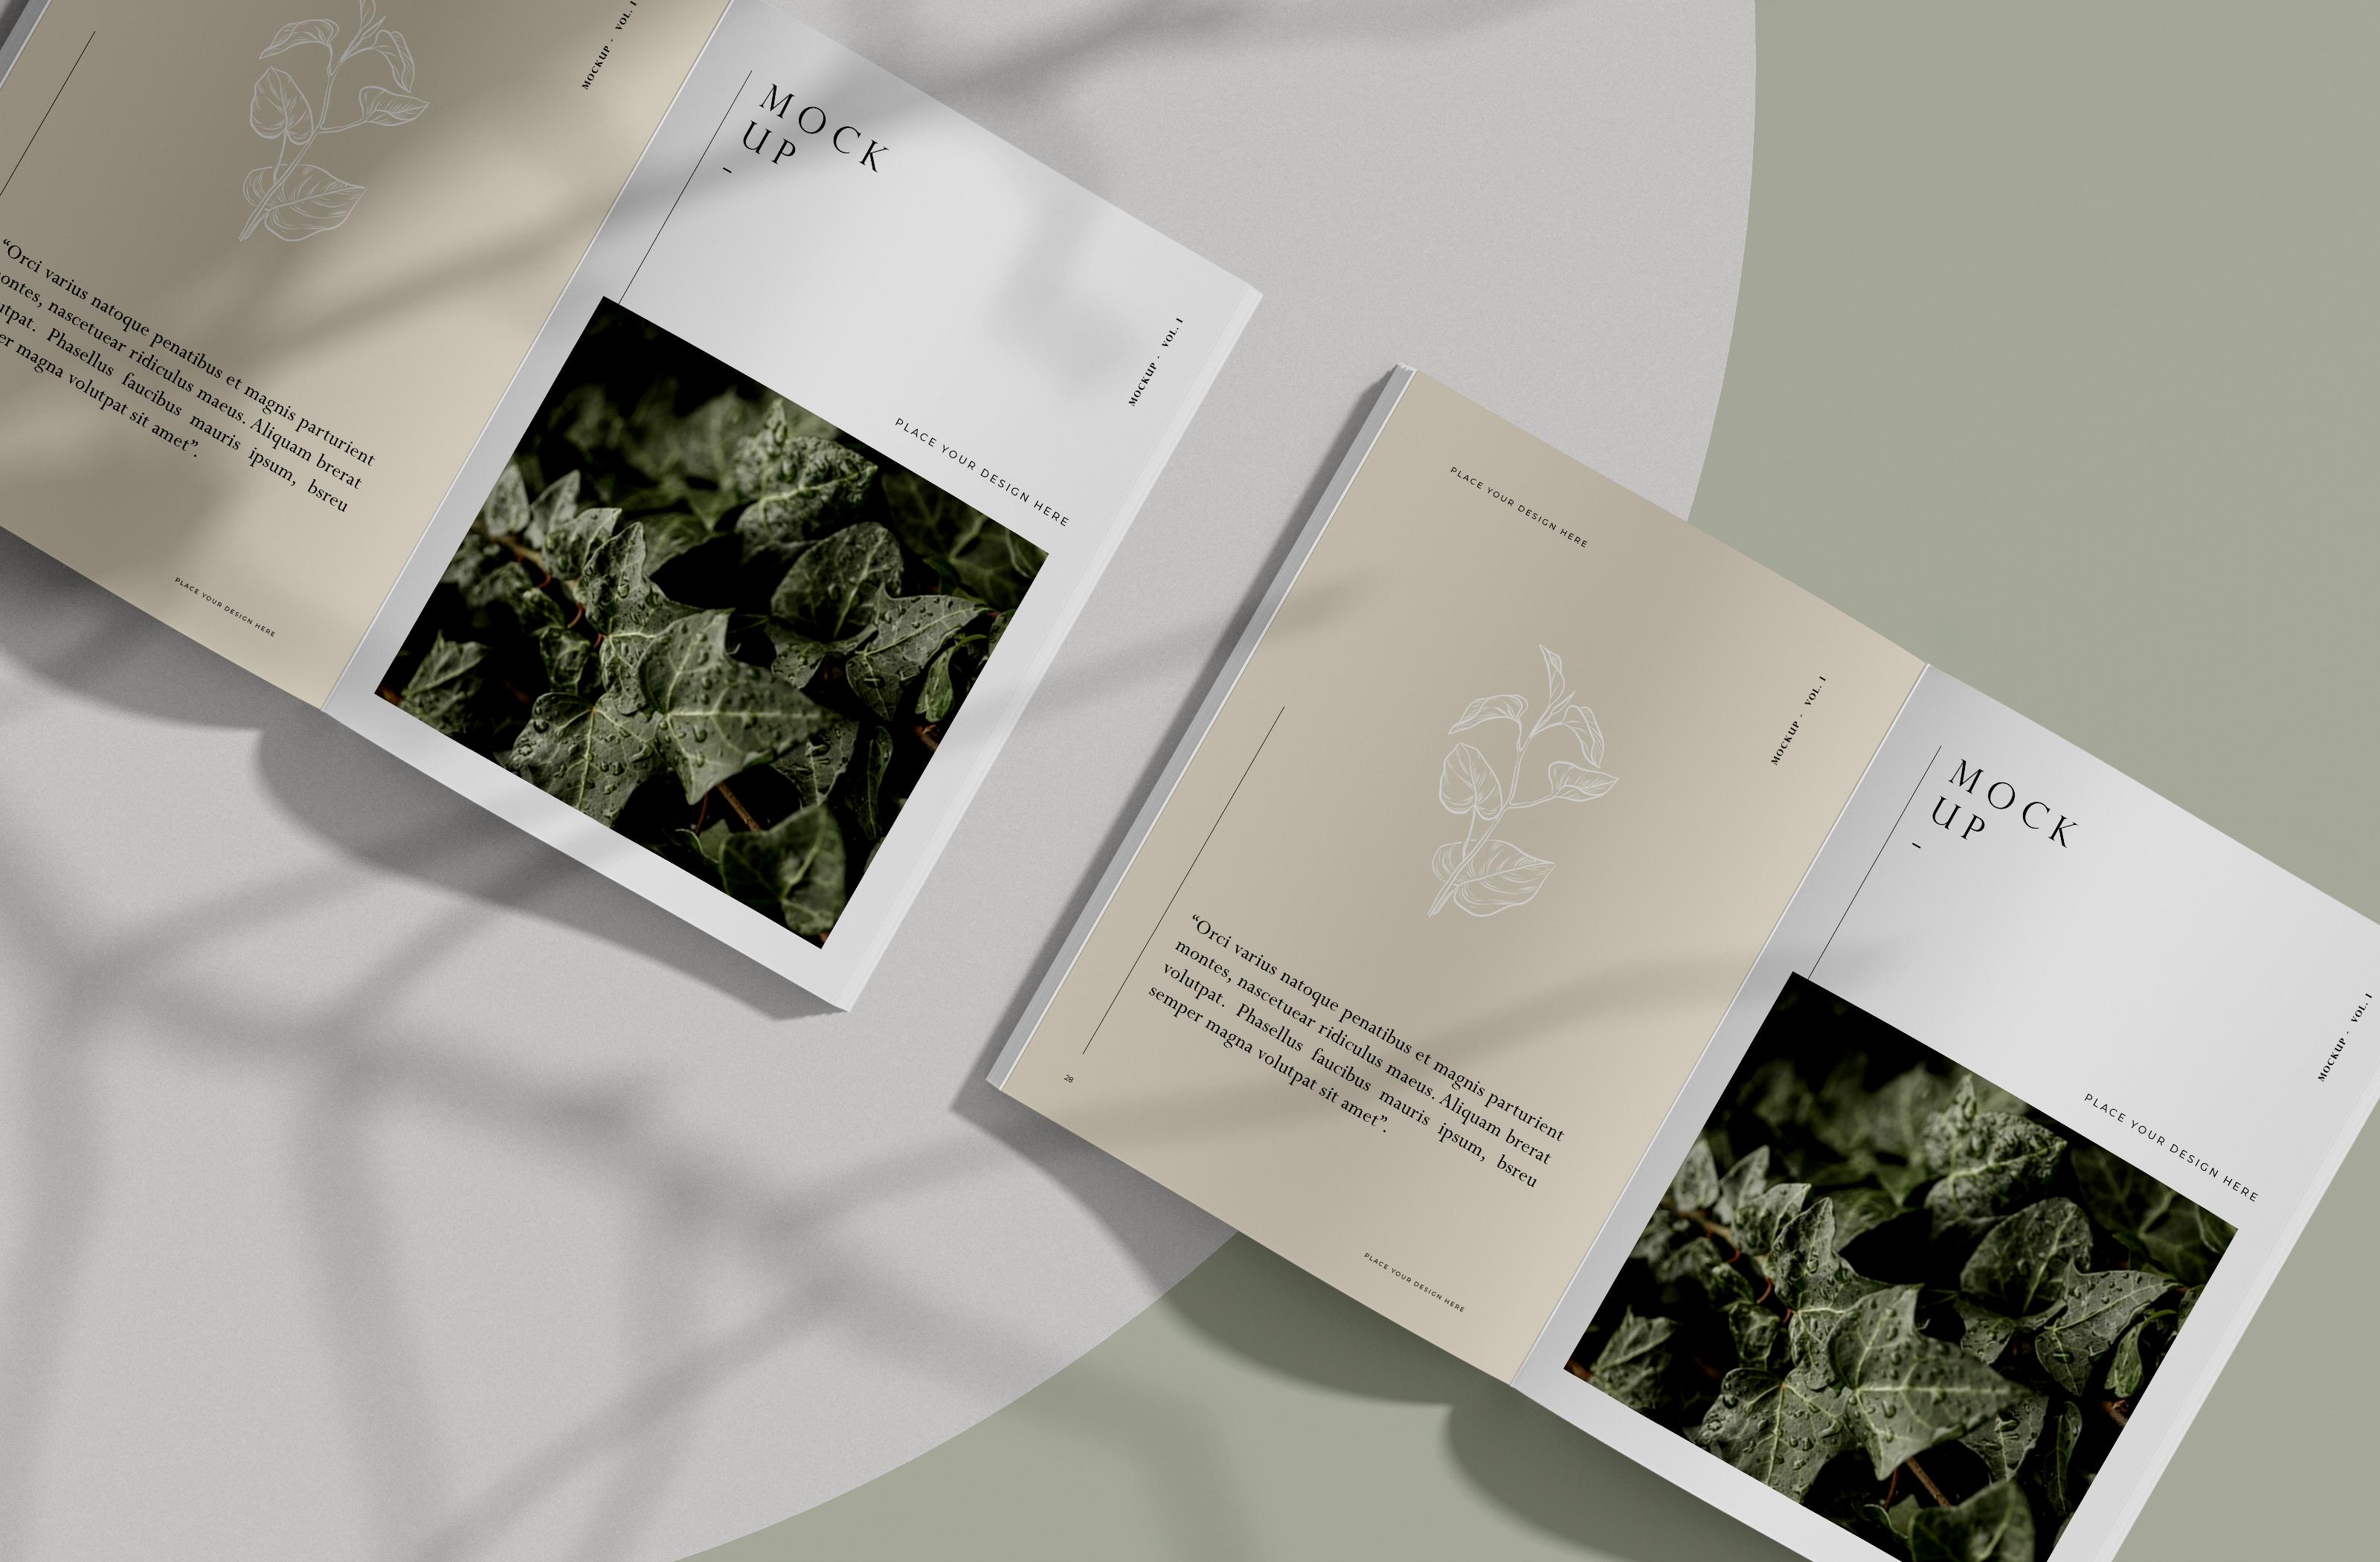 MOCKUP - VOL. 1
“Orci varius natoque penatibus et magnis parturient
ontes, nascetuear ridiculus maeus. Aliquam brerat
utpat. Phasellus faucibus mauris ipsum, bsreu
er magna volutpat sit amet”.
PLACE YOUR DESIGN HERE
MOCK
UP
-
MOCKUP - VOL. 1
PLACE YOUR DESIGN HERE
PLACE YOUR DESIGN HERE
MOCKUP - VOL. 1
“Orci varius natoque penatibus et magnis parturient
montes, nascetuear ridiculus maeus. Aliquam brerat
volutpat. Phasellus faucibus mauris ipsum, bsreu
semper magna volutpat sit amet”.
28
PLACE YOUR DESIGN HERE
MOCK
UP
-
MOCKUP - VOL. 1
PLACE YOUR DESIGN HERE